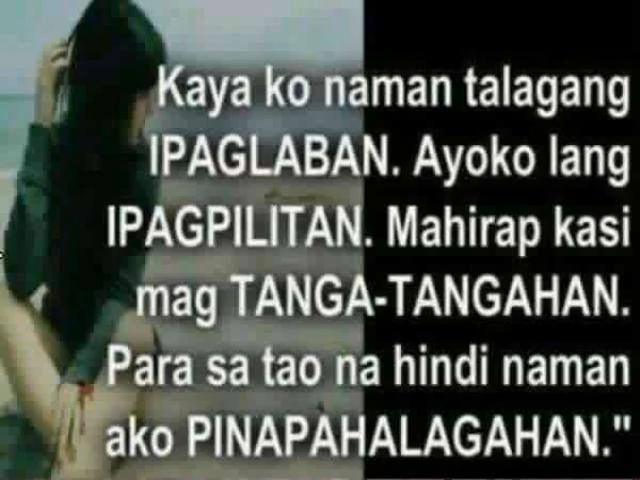 Kaya ko naman talagang
IPAGLABAN. Ayoko lang
IPAGPILITAN. Mahirap kasi
mag TANGA-TANGAHAN.
Para sa tao na hindi naman
ako PINAPAHALAGAHAN."